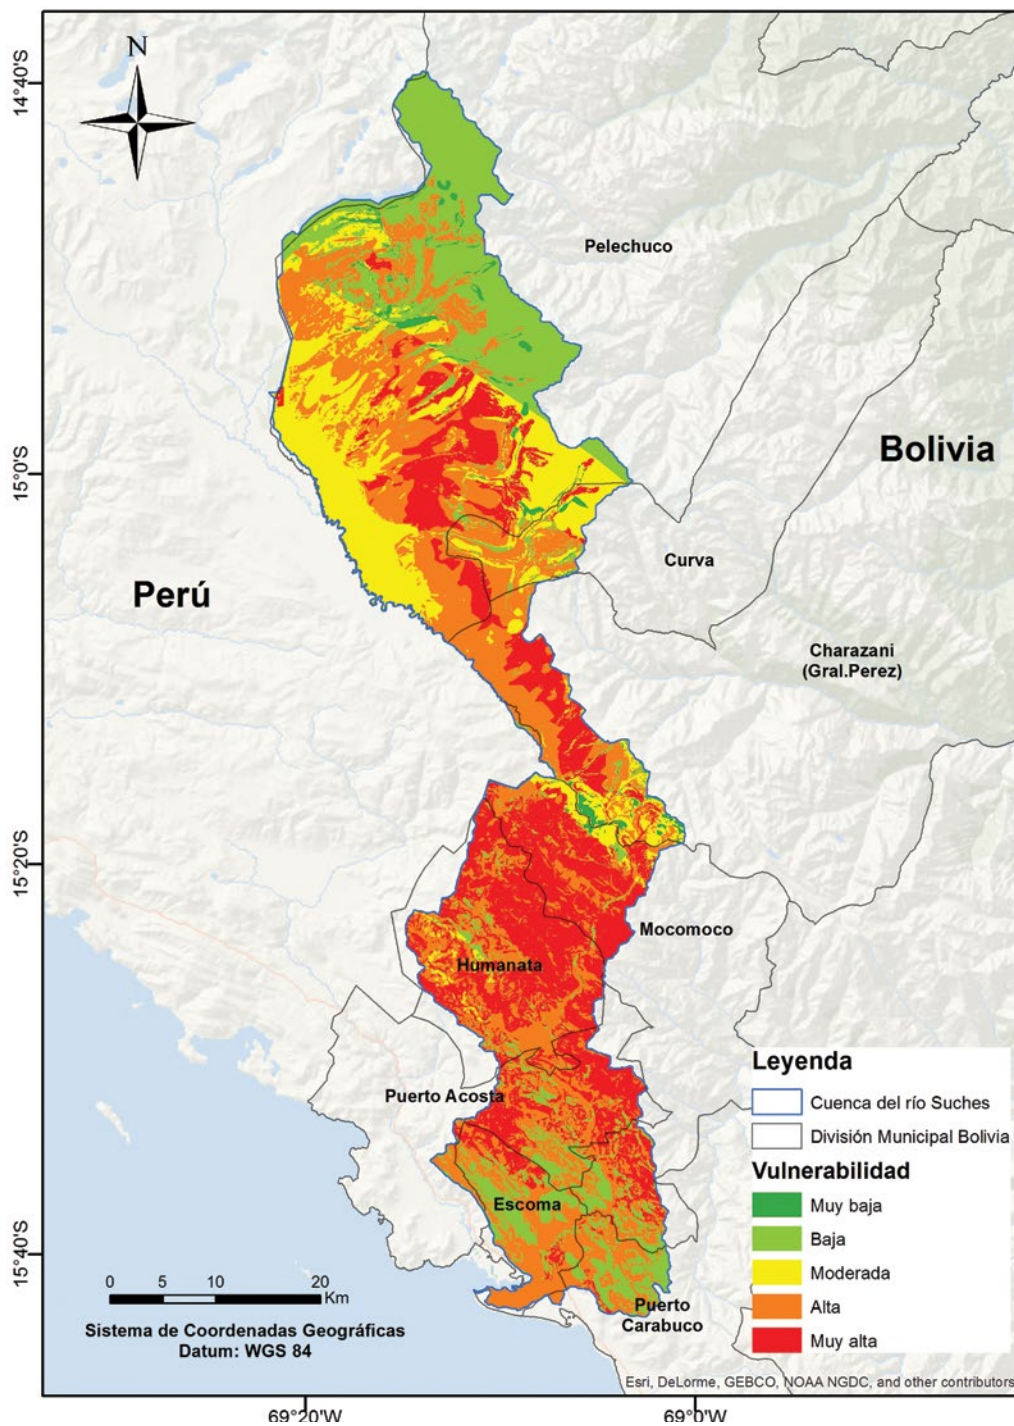 N
14°40'S
Pelechuco
Bolivia
15°0'S
Curva
Perú
Charazani
(Gral.Perez)
15°20'S
Mocomoco
Humanata
Leyenda
Cuenca del río Suches
División Municipal Bolivia
Vulnerabilidad
Muy baja
Baja
Moderada
Alta
Muy alta
Puerto Acosta
Escoma
15°40'S
0 5 10 20
Km
Puerto
Carabuco
Sistema de Coordenadas Geográficas
Datum: WGS 84
Esri, DeLorme, GEBCO, NOAA NGDC, and other contributors
69°20'W 69°0'W